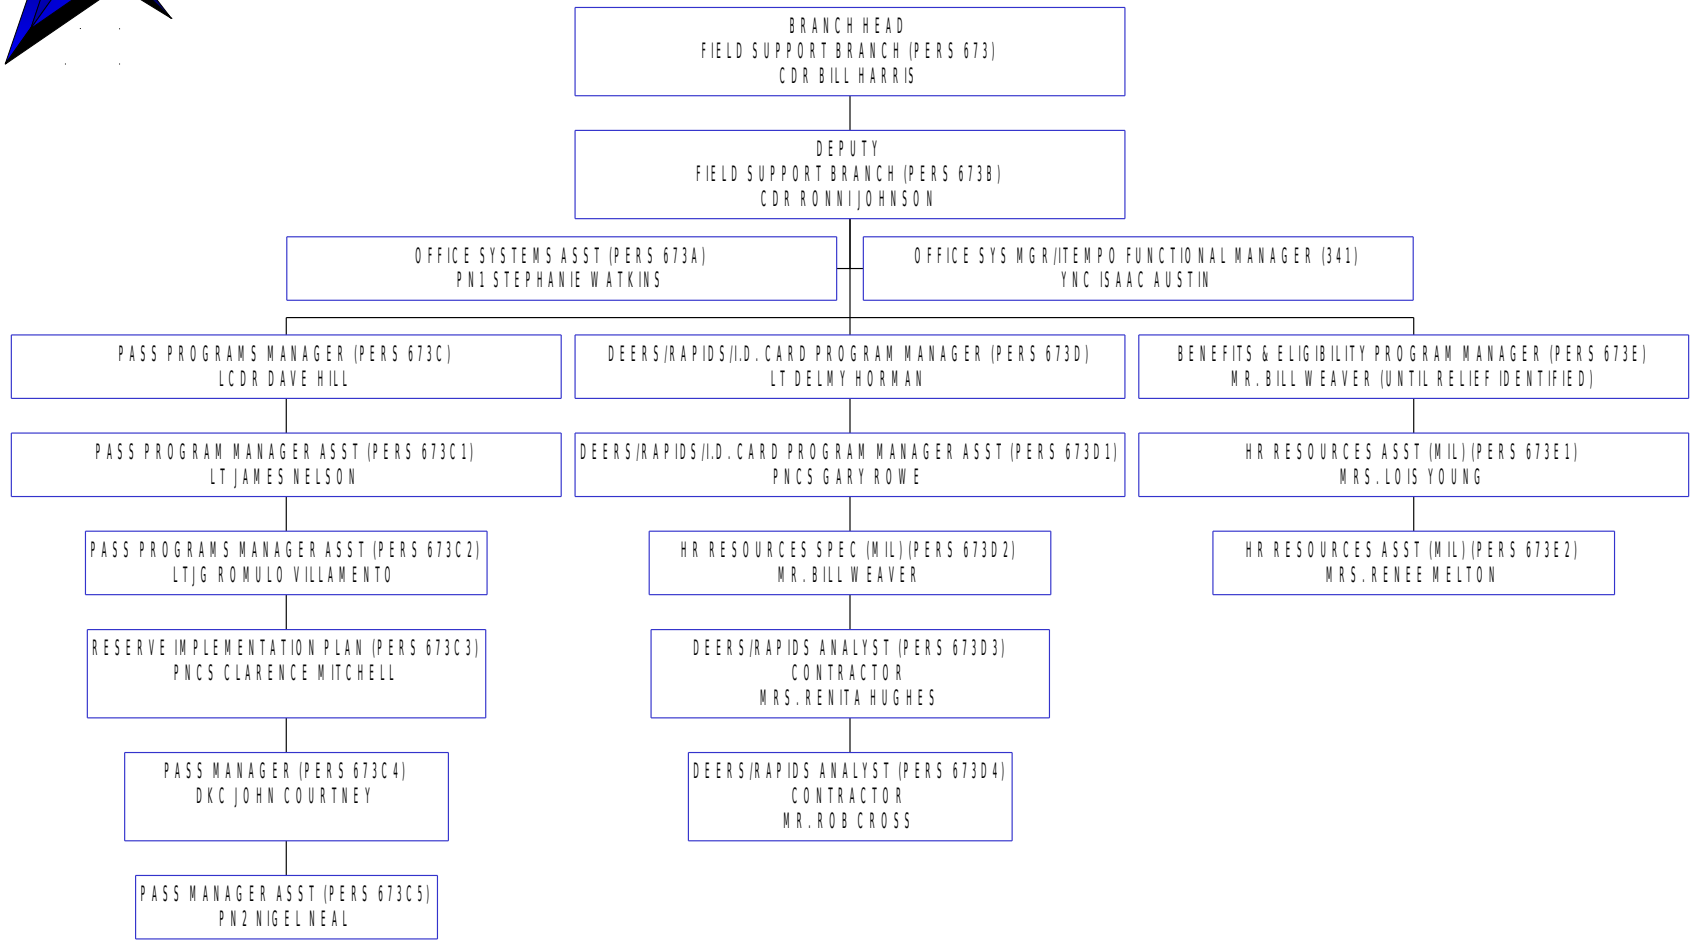 BRANCH HEAD
FIELD SUPPORT BRANCH (PERS 673)
CDR BILL HARRIS
DEPUTY
FIELD SUPPORT BRANCH (PERS 673B)
CDR RONNI JOHNSON
OFFICE SYSTEMS ASST (PERS 673A)
PN1 STEPHANIE WATKINS
OFFICE SYS MGR/ITEMPO FUNCTIONAL MANAGER (341)
YNC ISAAC AUSTIN
PASS PROGRAMS MANAGER (PERS 673C)
LCDR DAVE HILL
DEERS/RAPIDS/I.D. CARD PROGRAM MANAGER (PERS 673D)
LT DELMY HORMAN
BENEFITS & ELIGIBILITY PROGRAM MANAGER (PERS 673E)
MR. BILL WEAVER (UNTIL RELIEF IDENTIFIED)
PASS PROGRAM MANAGER ASST (PERS 673C1)
LT JAMES NELSON
DEERS/RAPIDS/I.D. CARD PROGRAM MANAGER ASST (PERS 673D1)
PNCS GARY ROWE
HR RESOURCES ASST (MIL) (PERS 673E1)
MRS. LOIS YOUNG
PASS PROGRAMS MANAGER ASST (PERS 673C2)
LTJG ROMULO VILLAMENTO
HR RESOURCES SPEC (MIL) (PERS 673D2)
MR. BILL WEAVER
HR RESOURCES ASST (MIL) (PERS 673E2)
MRS. RENEE MELTON
RESERVE IMPLEMENTATION PLAN (PERS 673C3)
PNCS CLARENCE MITCHELL
DEERS/RAPIDS ANALYST (PERS 673D3)
CONTRACTOR
MRS. RENITA HUGHES
PASS MANAGER (PERS 673C4)
DKC JOHN COURTNEY
DEERS/RAPIDS ANALYST (PERS 673D4)
CONTRACTOR
MR. ROB CROSS
PASS MANAGER ASST (PERS 673C5)
PN2 NIGEL NEAL